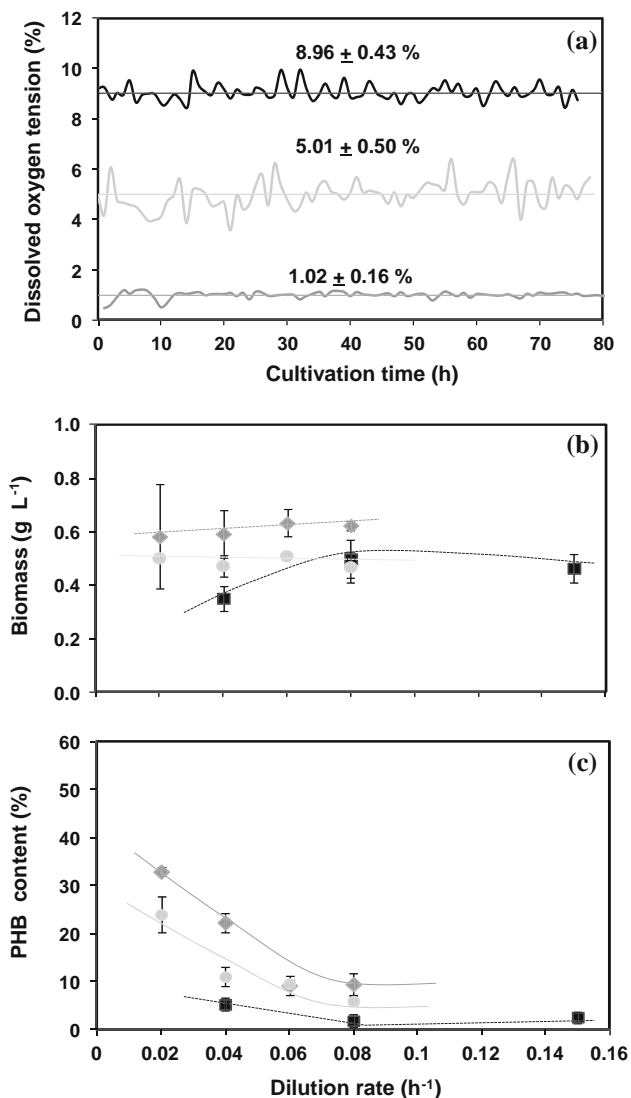 (a)
Dissolved oxygen tension (%)
12
10
8
6
4
2
0
8.96 ± 0.43 %
5.01 ± 0.50 %
1.02 ± 0.16 %
0 10 20 30 40 50 60 70 80
Cultivation time (h)
(b)
Biomass (g L-1)
1.0
0.8
0.6
0.4
0.2
0.0
(c)
PHB content (%)
60
50
40
30
20
10
0
0 0.02 0.04 0.06 0.08 0.1 0.12 0.14 0.16
Dilution rate (h-1)